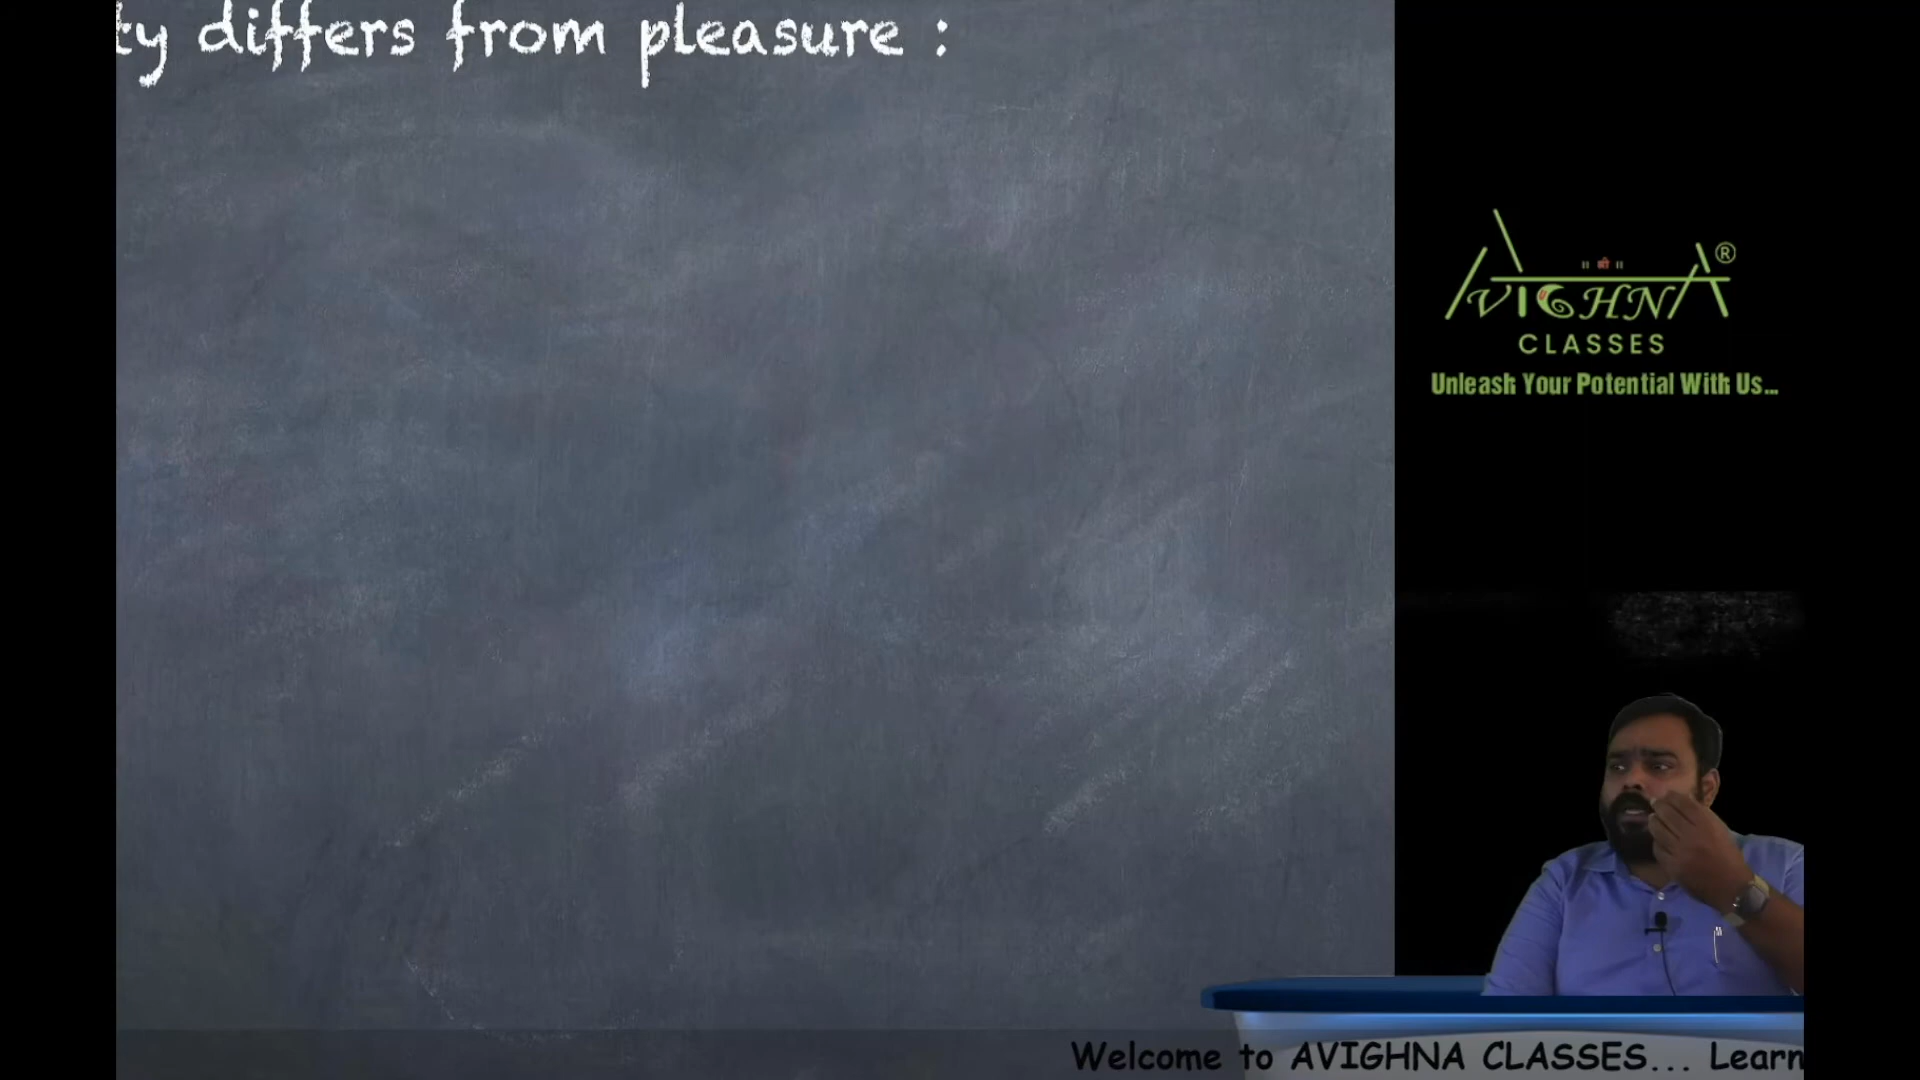 ty differs from pleasure :
AVIGHNA ®
CLASSES
Unleash Your Potential With Us...
Welcome to AVIGHNA CLASSES... Learn